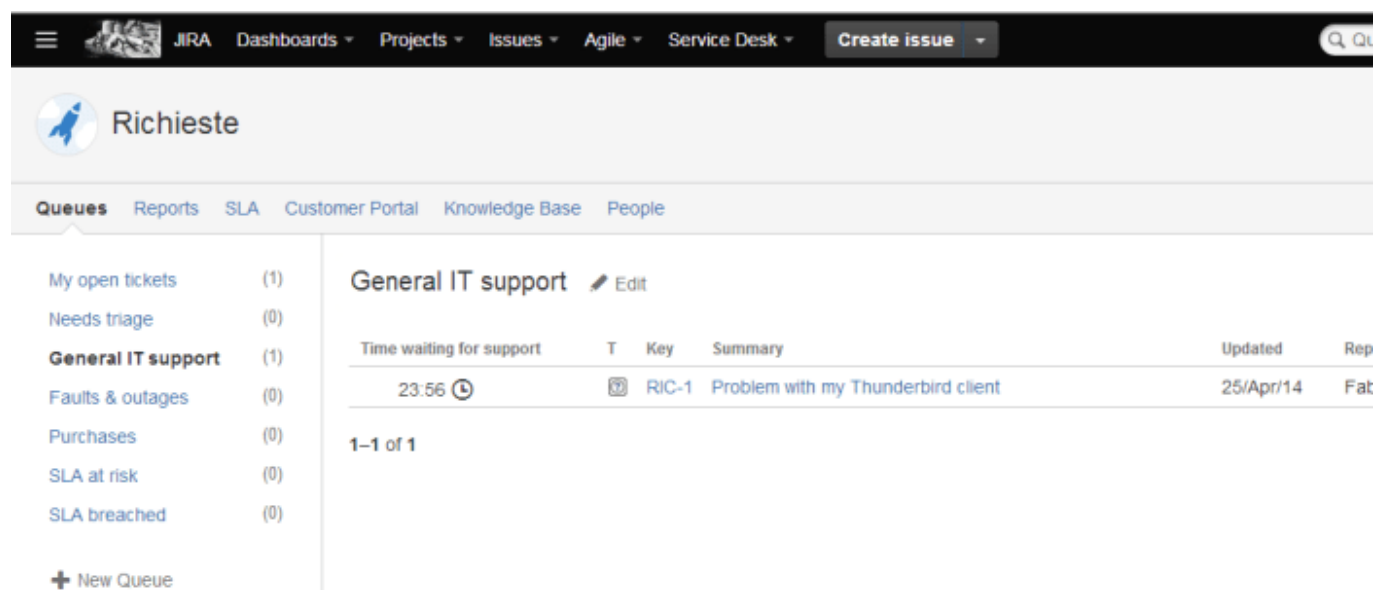 JIRA Dashboards Projects Issues Agile Service Desk Create issue
Richieste
Queues Reports SLA Customer Portal Knowledge Base People
My open tickets (1)
Needs triage (0)
General IT support (1)
Faults & outages (0)
Purchases (0)
SLA at risk (0)
SLA breached (0)
New Queue
General IT support Edit
Time waiting for support T Key Summary Updated Rep
23:56 RIC-1 Problem with my Thunderbird client 25/Apr/14 Fab
1–1 of 1